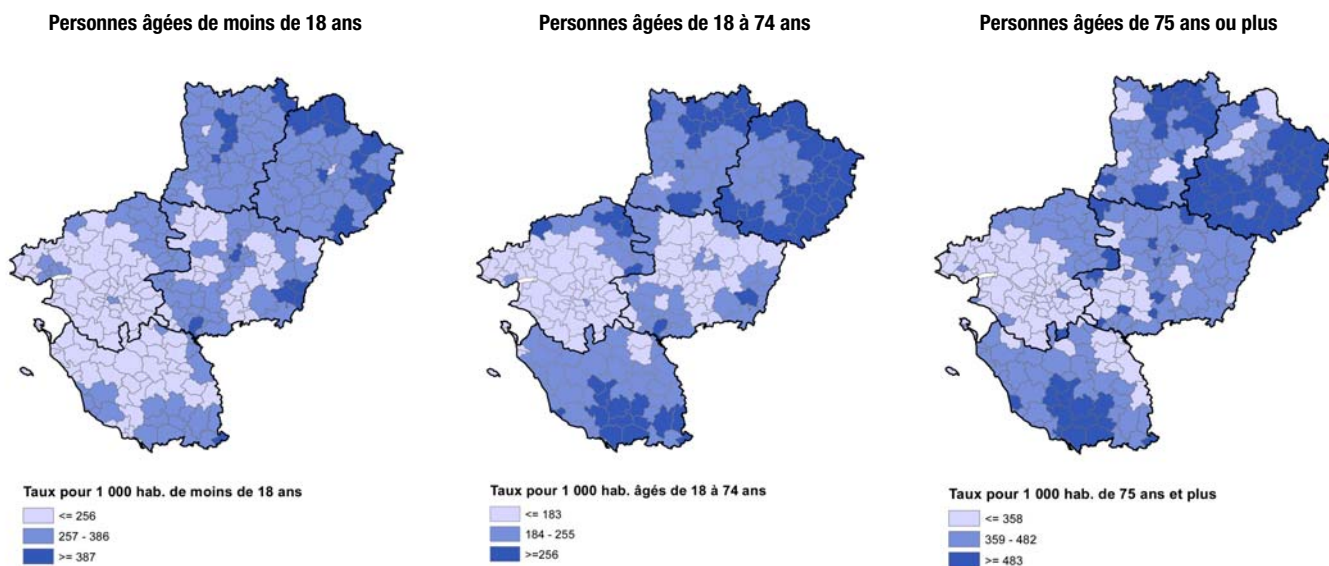 Personnes âgées de moins de 18 ans
Personnes âgées de 18 à 74 ans
Personnes âgées de 75 ans ou plus
Taux pour 1 000 hab. de moins de 18 ans
<= 256
257 - 386
>= 387
Taux pour 1 000 hab. âgés de 18 à 74 ans
<= 183
184 - 255
>=256
Taux pour 1 000 hab. de 75 ans et plus
<= 358
359 - 482
>= 483